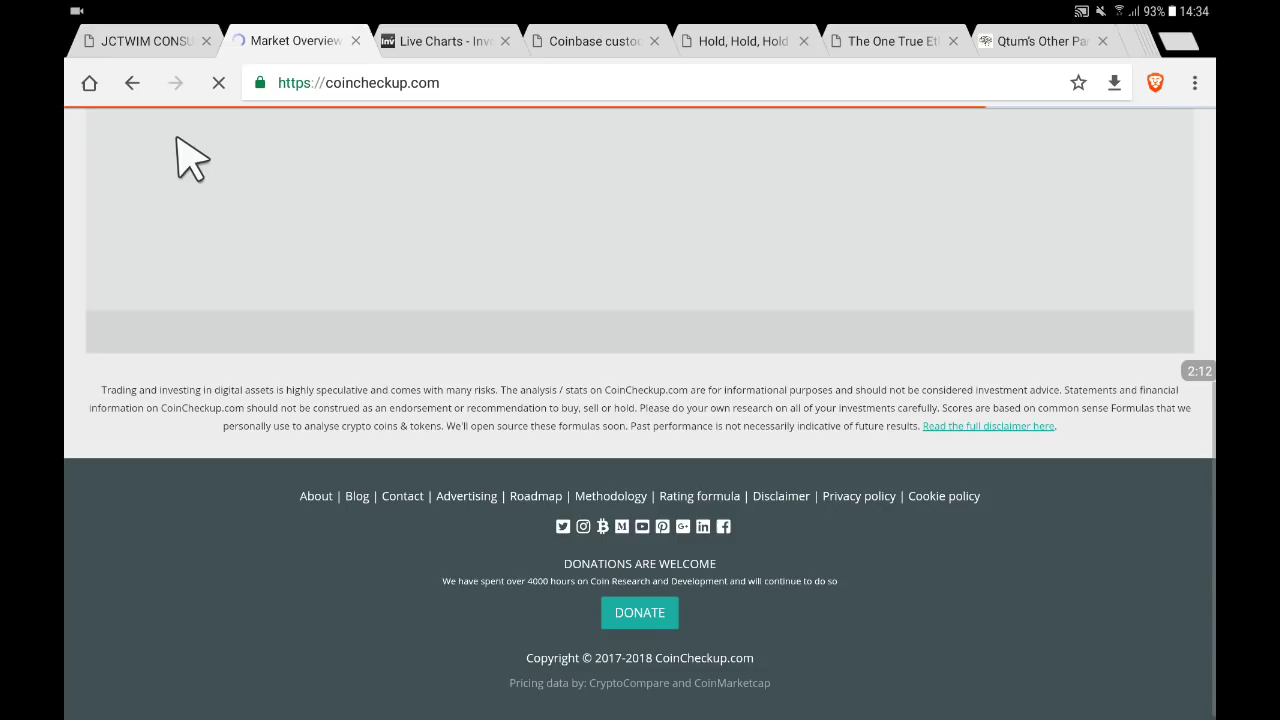 93% 14:34
JCTWIM CONSU Market Overview Live Charts - Inve Coinbase custod Hold, Hold, Hold The One True Eth Qtum's Other Par
https://coincheckup.com
2:12
Trading and investing in digital assets is highly speculative and comes with many risks. The analysis / stats on CoinCheckup.com are for informational purposes and should not be considered investment advice. Statements and financial
information on CoinCheckup.com should not be construed as an endorsement or recommendation to buy, sell or hold. Please do your own research on all of your investments carefully. Scores are based on common sense Formulas that we
personally use to analyse crypto coins & tokens. We'll open source these formulas soon. Past performance is not necessarily indicative of future results. Read the full disclaimer here.
About | Blog | Contact | Advertising | Roadmap | Methodology | Rating formula | Disclaimer | Privacy policy | Cookie policy
DONATIONS ARE WELCOME
We have spent over 4000 hours on Coin Research and Development and will continue to do so
DONATE
Copyright © 2017-2018 CoinCheckup.com
Pricing data by: CryptoCompare and CoinMarketcap